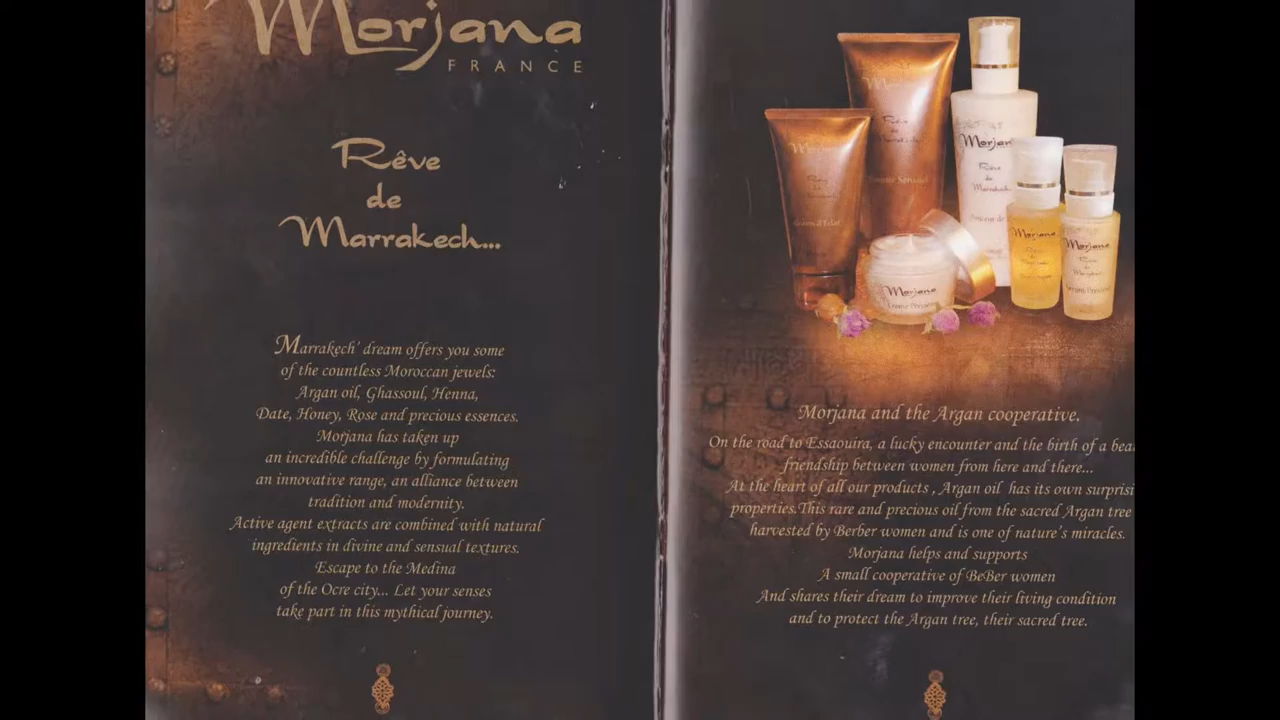 Morjana
FRANCE
Rêve
de
Marrakech...
Marrakech' dream offers you some
of the countless Moroccan jewels:
Argan oil, Ghassoul, Henna,
Date, Honey, Rose and precious essences.
Morjana has taken up
an incredible challenge by formulating
an innovative range, an alliance between
tradition and modernity.
Active agent extracts are combined with natural
ingredients in divine and sensual textures.
Escape to the Medina
of the Ocre city... Let your senses
take part in this mythical journey.
Morjana
Rêve
de
Morjana
Morjana
Morjana
Morjana
Rêve
de
Morjana and the Argan cooperative.
On the road to Essaouira, a lucky encounter and the birth of a bea
friendship between women from here and there...
At the heart of all our products , Argan oil has its own surprisi
properties.This rare and precious oil from the sacred Argan tree
harvested by Berber women and is one of nature's miracles.
Morjana helps and supports
A small cooperative of BeBer women
And shares their dream to improve their living condition
and to protect the Argan tree, their sacred tree.